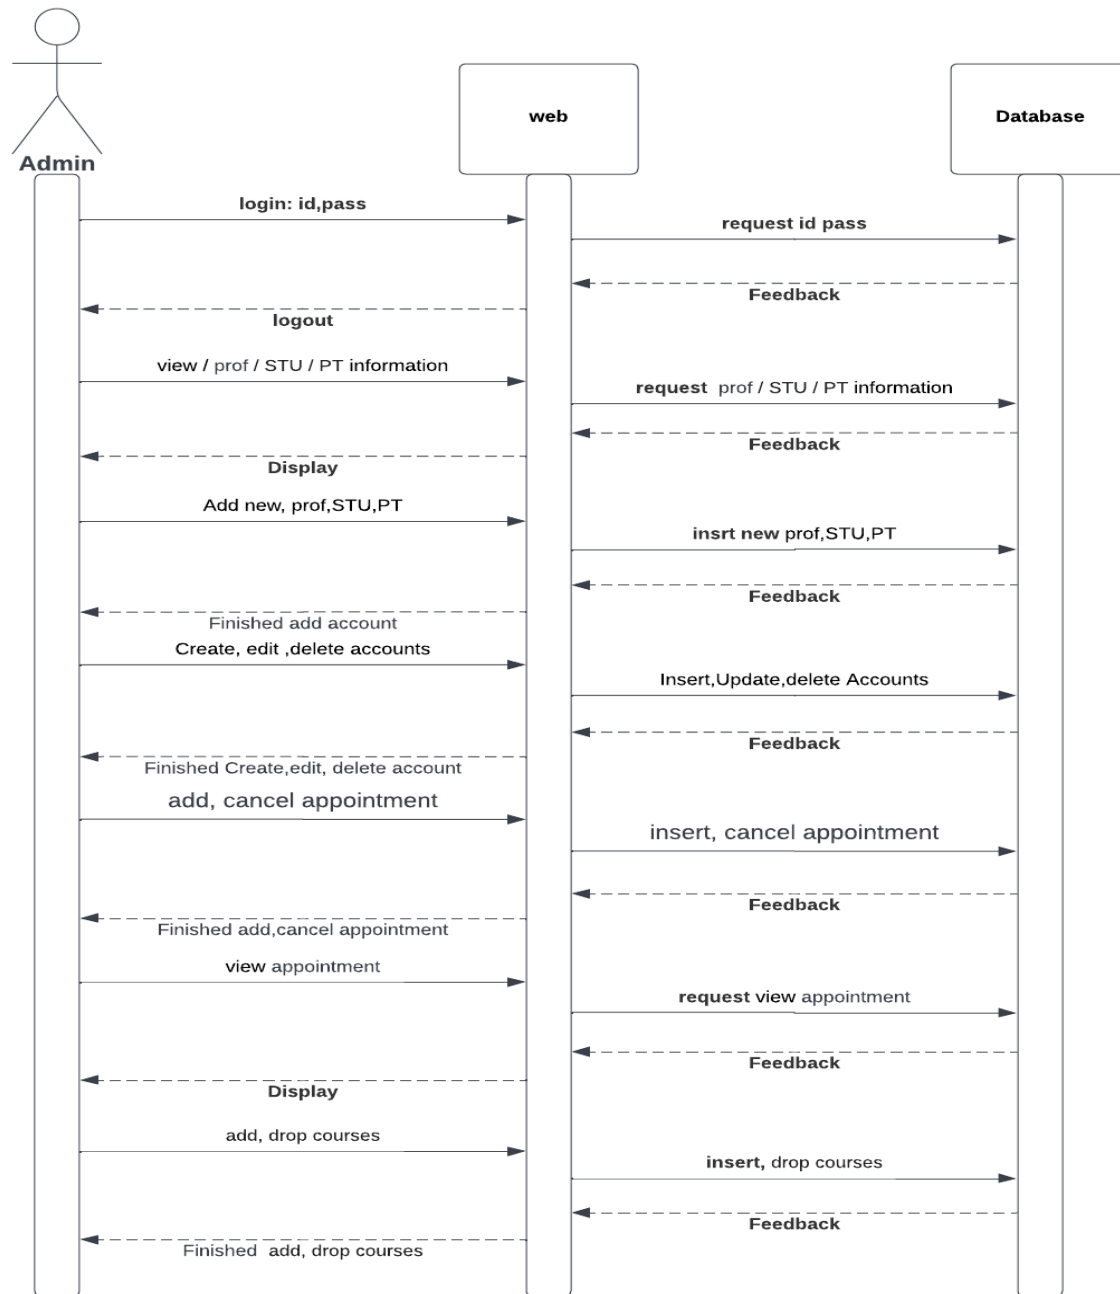 Admin
web
Database
login: id,pass
request id pass
Feedback
logout
view / prof / STU / PT information
request  prof / STU / PT information
Feedback
Display
Add new, prof,STU,PT
insrt new prof,STU,PT
Feedback
Finished add account
Create, edit ,delete accounts
Insert,Update,delete Accounts
Feedback
Finished Create,edit, delete account
add, cancel appointment
insert, cancel appointment
Feedback
Finished add,cancel appointment
view appointment
request view appointment
Feedback
Display
add, drop courses
insert, drop courses
Feedback
Finished  add, drop courses